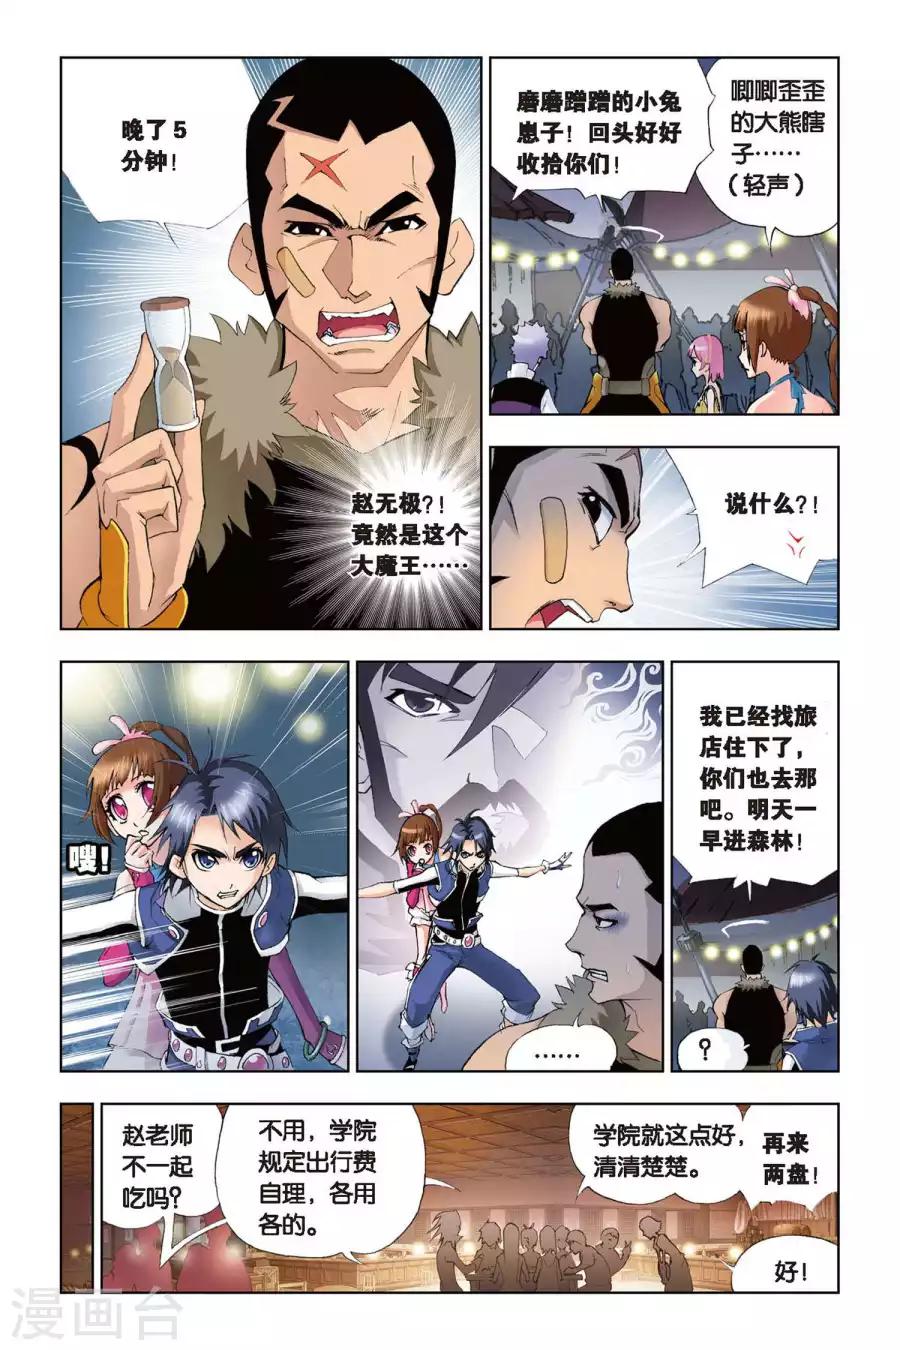 晚了5
分钟！
赵无极？！
竟然是这个
大魔王……
磨磨蹭蹭的小兔
崽子！回头好好
收拾你们！
唧唧歪歪
的大熊瞎
子……
（轻声）
说什么？！
嗖！
……
我已经找旅
店住下了，
你们也去那
吧。明天一
早进森林！
？
赵老师
不一起
吃吗？
不用，学院
规定出行费
自理，各用
各的。
学院就这点好，
清清楚楚。
再来
两盘！
好！
漫画台